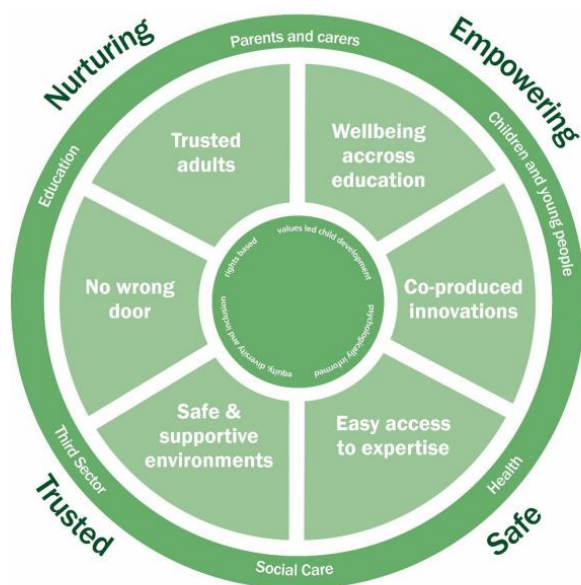 Nurturing
Empowering
Parents and carers
Education
Children and young people
Trusted
adults
Wellbeing
accross
education
values led child development
rights based
No wrong
door
Co-produced
innovations
equity, diversity and inclusion
psychologically informed
Safe &
supportive
environments
Easy access
to expertise
Third Sector
Health
Social Care
Trusted
Safe